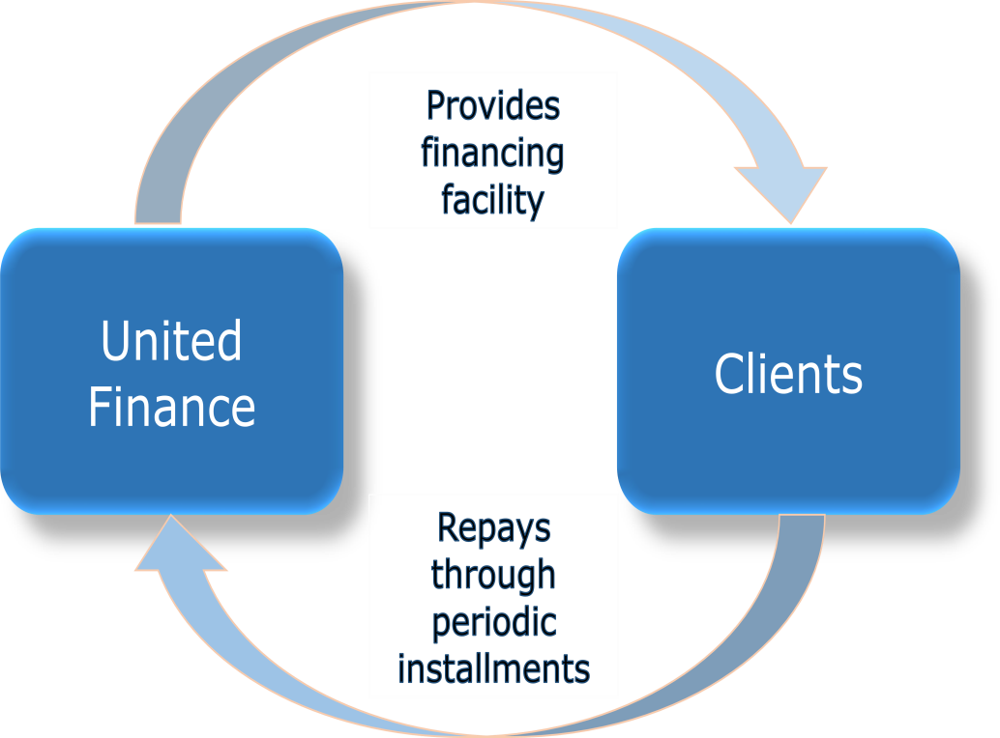 Provides
financing
facility
United
Finance
Clients
Repays
through
periodic
installments